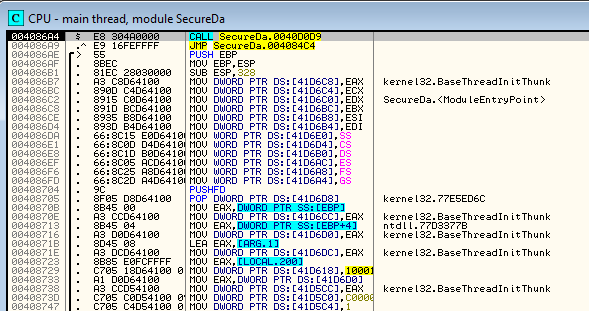 C CPU - main thread, module SecureDa
004086A4 $ E8 304A0000 CALL SecureDa.0040D0D9
004086A9 .^ E9 16FEFFFF JMP SecureDa.004084C4
004086AE > 55 PUSH EBP
004086AF . 8BEC MOV EBP,ESP
004086B1 . 81EC 28030000 SUB ESP,328
004086B7 . A3 C8D64100 MOV DWORD PTR DS:[41D6C8],EAX kernel32.BaseThreadInitThunk
004086BC . 890D C4D64100 MOV DWORD PTR DS:[41D6C4],ECX
004086C2 . 8915 C0D64100 MOV DWORD PTR DS:[41D6C0],EDX SecureDa.<ModuleEntryPoint>
004086C8 . 891D BCD64100 MOV DWORD PTR DS:[41D6BC],EBX
004086CE . 8935 B8D64100 MOV DWORD PTR DS:[41D6B8],ESI
004086D4 . 893D B4D64100 MOV DWORD PTR DS:[41D6B4],EDI
004086DA . 66:8C15 E0D64100 MOV WORD PTR DS:[41D6E0],SS
004086E1 . 66:8C0D D4D64100 MOV WORD PTR DS:[41D6D4],CS
004086E8 . 66:8C1D B0D64100 MOV WORD PTR DS:[41D6B0],DS
004086EF . 66:8C05 ACD64100 MOV WORD PTR DS:[41D6AC],ES
004086F6 . 66:8C25 A8D64100 MOV WORD PTR DS:[41D6A8],FS
004086FD . 66:8C2D A4D64100 MOV WORD PTR DS:[41D6A4],GS
00408704 . 9C PUSHFD
00408705 . 8F05 D8D64100 POP DWORD PTR DS:[41D6D8] kernel32.77E5ED6C
0040870B . 8B45 00 MOV EAX,DWORD PTR SS:[EBP]
0040870E . A3 CCD64100 MOV DWORD PTR DS:[41D6CC],EAX kernel32.BaseThreadInitThunk
00408713 . 8B45 04 MOV EAX,DWORD PTR SS:[EBP+4] ntdll.77D3377B
00408716 . A3 D0D64100 MOV DWORD PTR DS:[41D6D0],EAX kernel32.BaseThreadInitThunk
0040871B . 8D45 08 LEA EAX,[ARG.1]
0040871E . A3 DCD64100 MOV DWORD PTR DS:[41D6DC],EAX kernel32.BaseThreadInitThunk
00408723 . 8B85 E0FCFFFF MOV EAX,[LOCAL.200]
00408729 . C705 18D64100 0 MOV DWORD PTR DS:[41D618],10001
00408733 . A1 D0D64100 MOV EAX,DWORD PTR DS:[41D6D0]
00408738 . A3 CCD54100 MOV DWORD PTR DS:[41D5CC],EAX kernel32.BaseThreadInitThunk
0040873D . C705 C0D54100 0 MOV DWORD PTR DS:[41D5C0],C0000
00408747 . C705 C4D54100 0 MOV DWORD PTR DS:[41D5C4],1